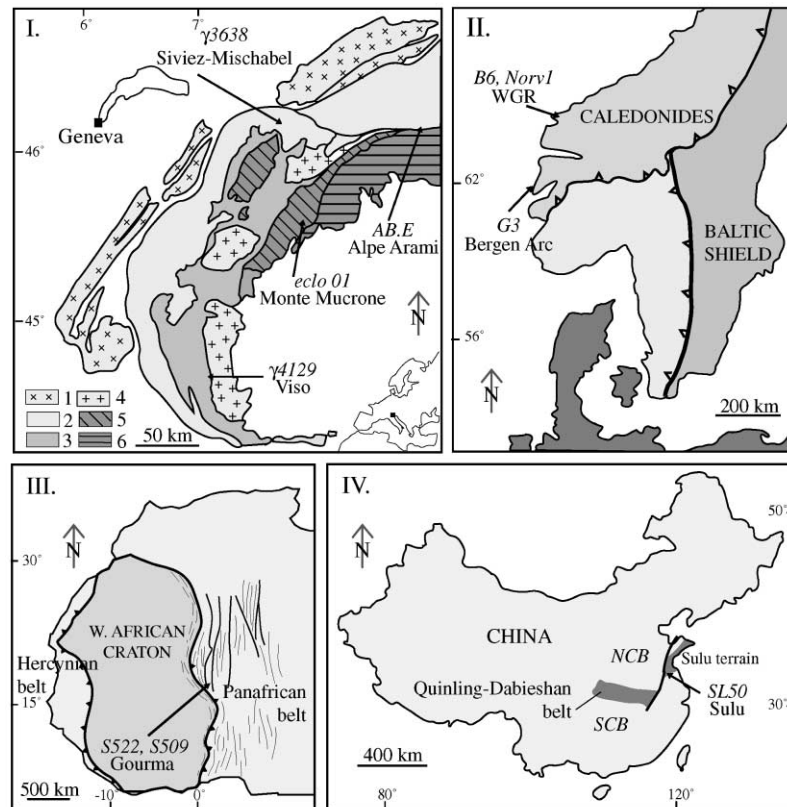 I.
6°
7°
γ3638
Siviez-Mischabel
Geneva
46°
AB.E
Alpe Arami
eclo 01
Monte Mucrone
N
45°
γ4129
Viso
1
4
2
5
3
6
50 km
II.
B6, Norv1
WGR
CALEDONIDES
62°
G3
Bergen Arc
BALTIC
SHIELD
56°
N
200 km
III.
N
30°
W. AFRICAN
CRATON
Hercynian
belt
Panafrican
belt
15°
S522, S509
Gourma
500 km
-10°
0°
IV.
50°
N
CHINA
NCB
Sulu terrain
Quinling-Dabieshan
belt
SL50
Sulu
SCB
30°
400 km
80°
100°
120°